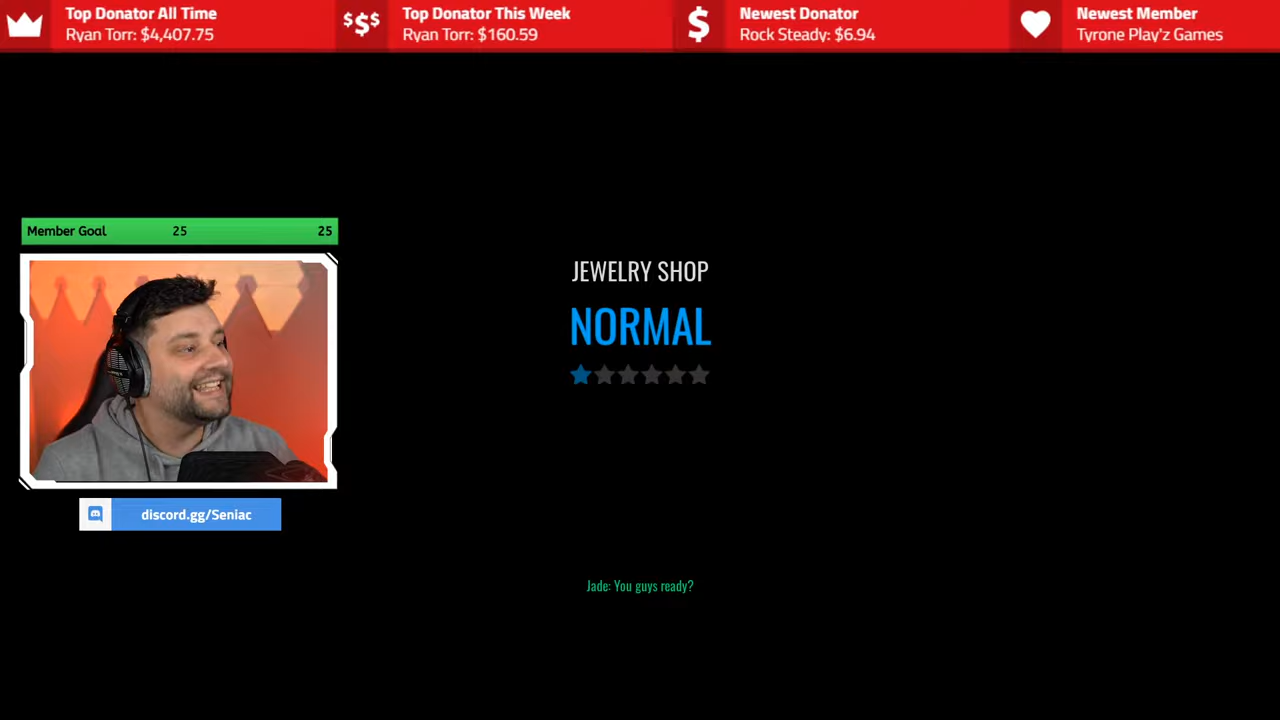 Top Donator All Time
Ryan Torr: $4,407.75
$$$
Top Donator This Week
Ryan Torr: $160.59
$
Newest Donator
Rock Steady: $6.94
Newest Member
Tyrone Play'z Games
Member Goal 25 25
JEWELRY SHOP
NORMAL
discord.gg/Seniac
Jade: You guys ready?